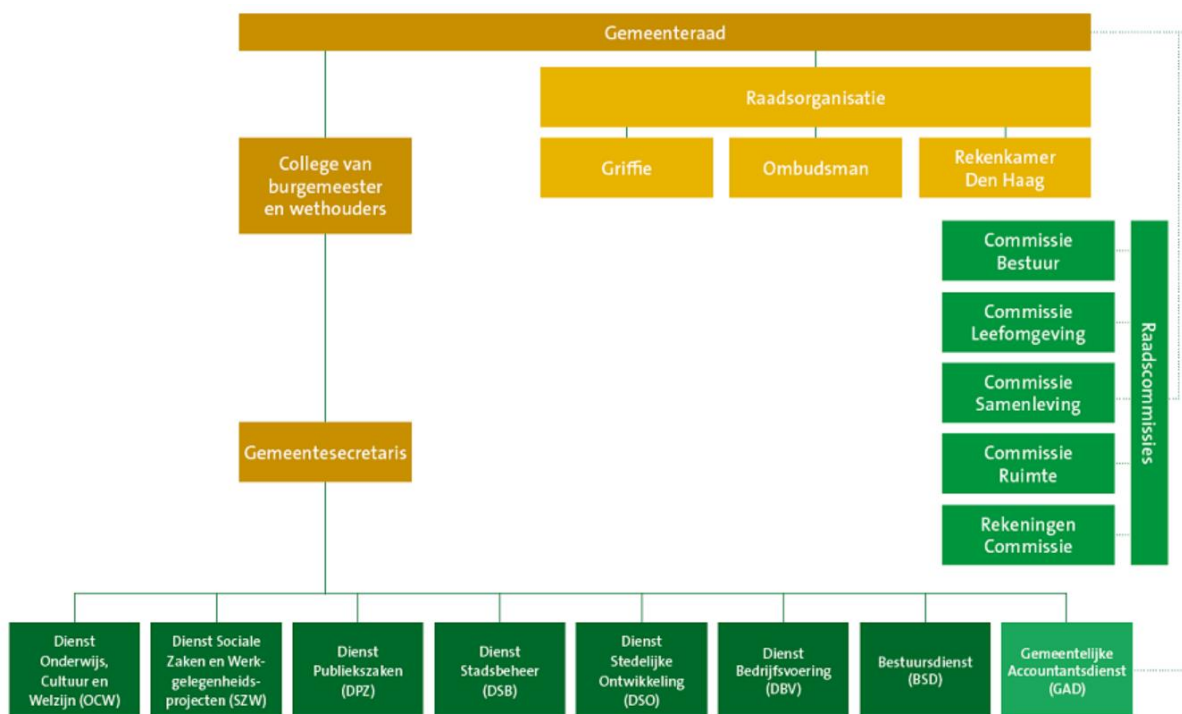 Gemeenteraad
Raadsorganisatie
College van
burgemeester
en wethouders
Griffie
Ombudsman
Rekenkamer
Den Haag
Commissie
Bestuur
Commissie
Leefomgeving
Commissie
Samenleving
Commissie
Ruimte
Rekeningen
Commissie
Raadscommissies
Gemeentesecretaris
Dienst
Onderwijs,
Cultuur en
Welzijn (OCW)
Dienst Sociale
Zaken en Werk-
gelegenheids-
projecten (SZW)
Dienst
Publiekszaken
(DPZ)
Dienst
Stadsbeheer
(DSB)
Dienst
Stedelijke
Ontwikkeling
(DSO)
Dienst
Bedrijfsvoering
(DBV)
Bestuursdienst
(BSD)
Gemeentelijke
Accountantsdienst
(GAD)